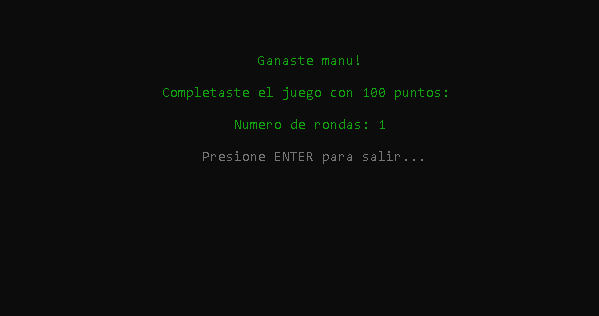 Ganaste manu!
Completaste el juego con 100 puntos:
Numero de rondas: 1
Presione ENTER para salir...